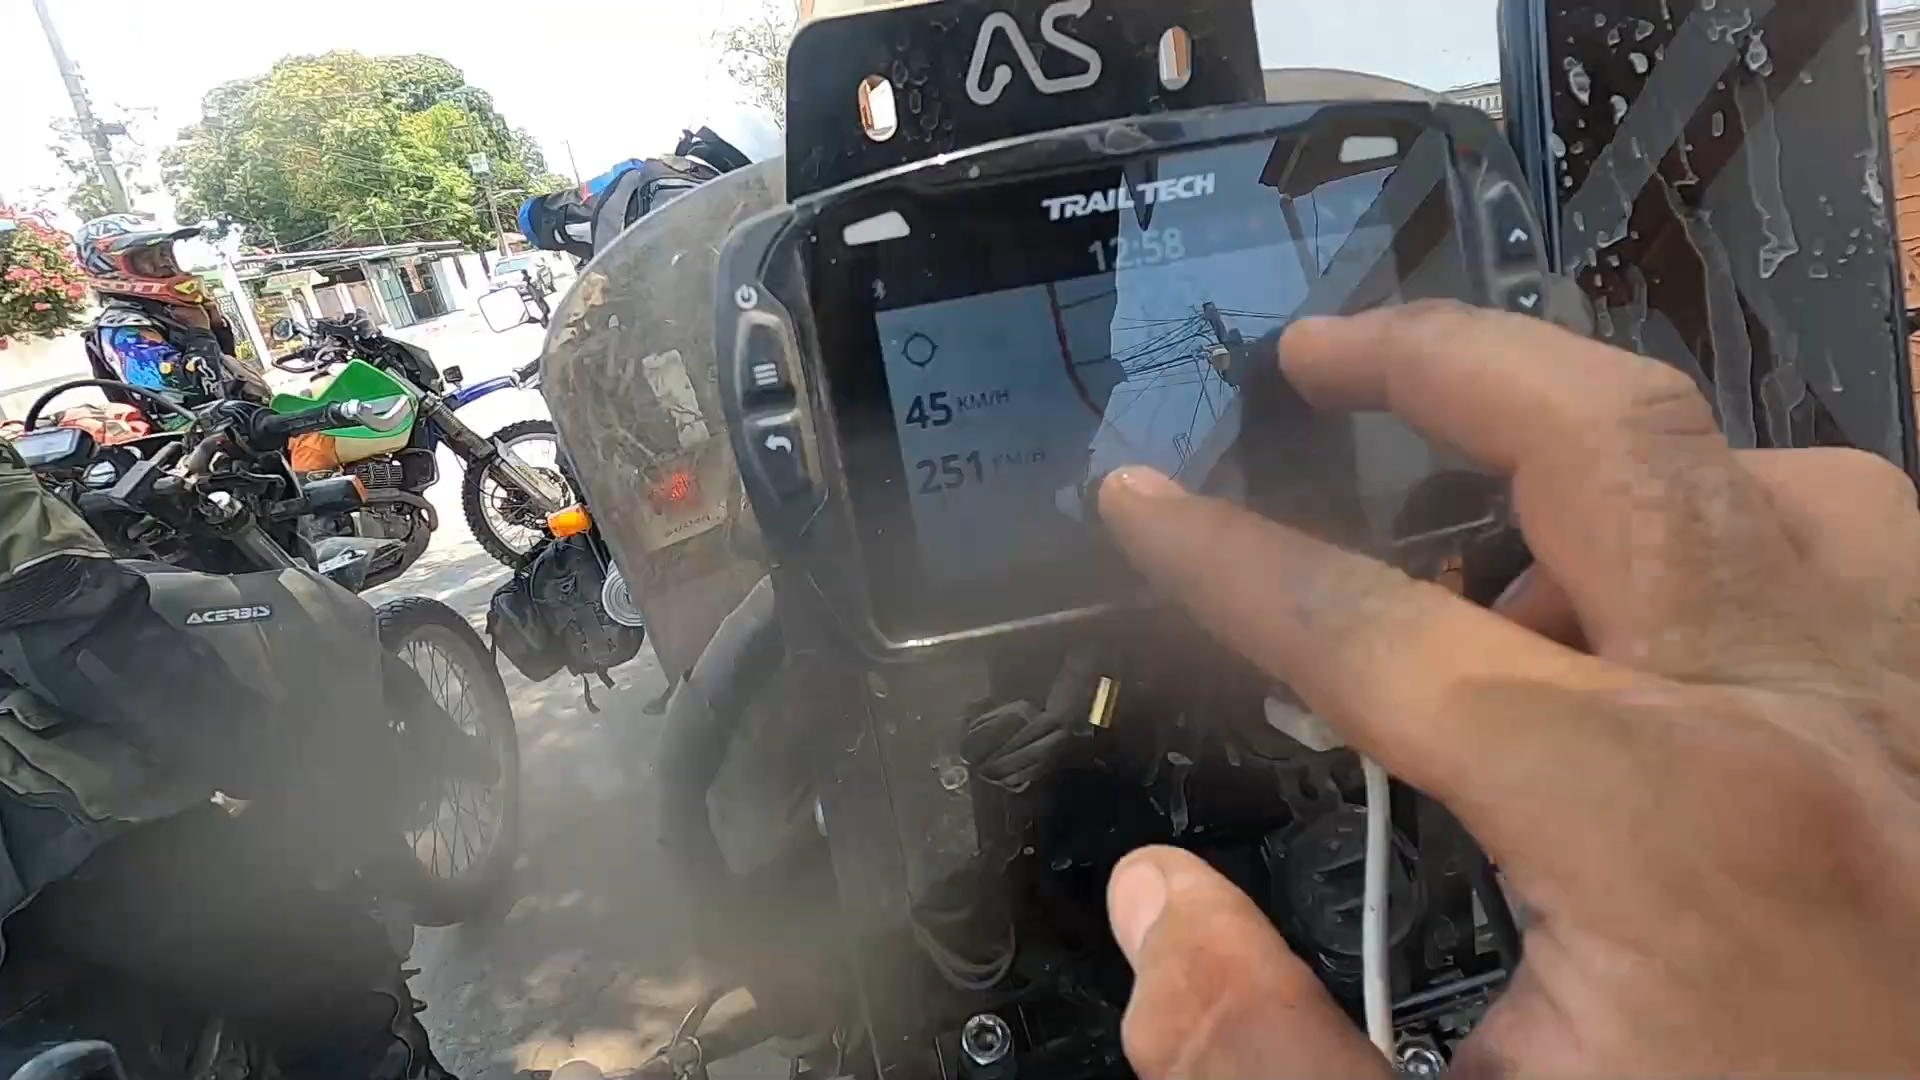 AS
TRAIL TECH
12:58
45 KM/H
251 KM/H
ACERBIS